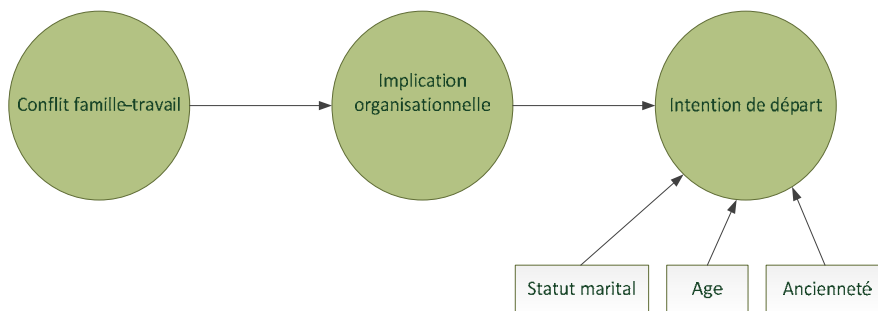 Conflit famille-travail
Implication
organisationnelle
Intention de départ
Statut marital
Age
Ancienneté